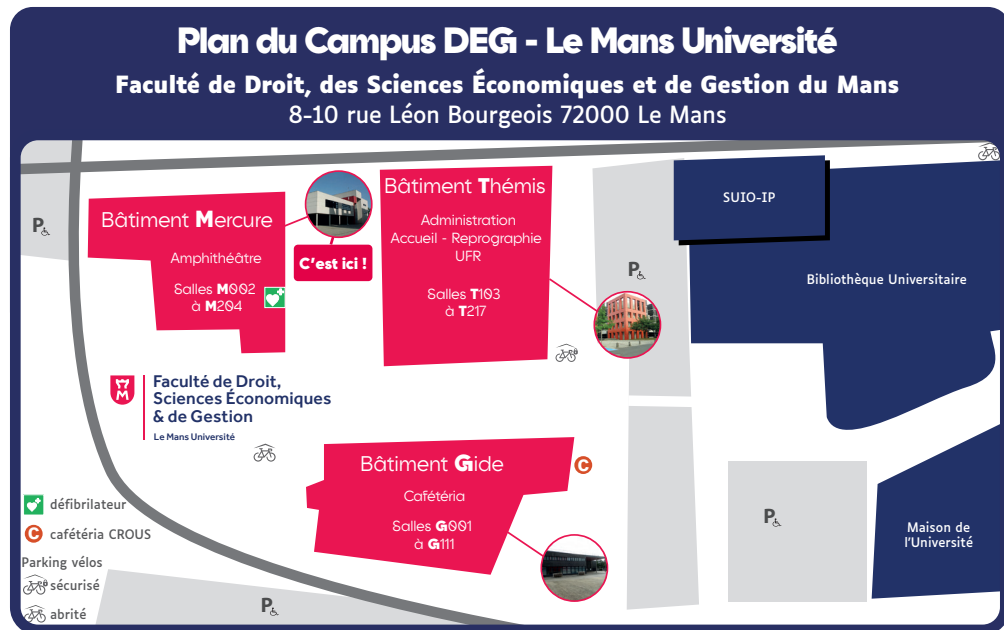 Plan du Campus DEG - Le Mans Université
Faculté de Droit, des Sciences Économiques et de Gestion du Mans
8-10 rue Léon Bourgeois 72000 Le Mans
Bâtiment Mercure
Amphithéâtre
Salles M002
à M204
C'est ici !
Bâtiment Thémis
Administration
Accueil - Reprographie
UFR
Salles T103
à T217
SUIO-IP
Bibliothèque Universitaire
P
P
M
Faculté de Droit,
Sciences Économiques
& de Gestion
Le Mans Université
Bâtiment Gide
Cafétéria
Salles G001
à G111
C
P
Maison de
l'Université
défibrilateur
C cafétéria CROUS
Parking vélos
sécurisé
abrité
P